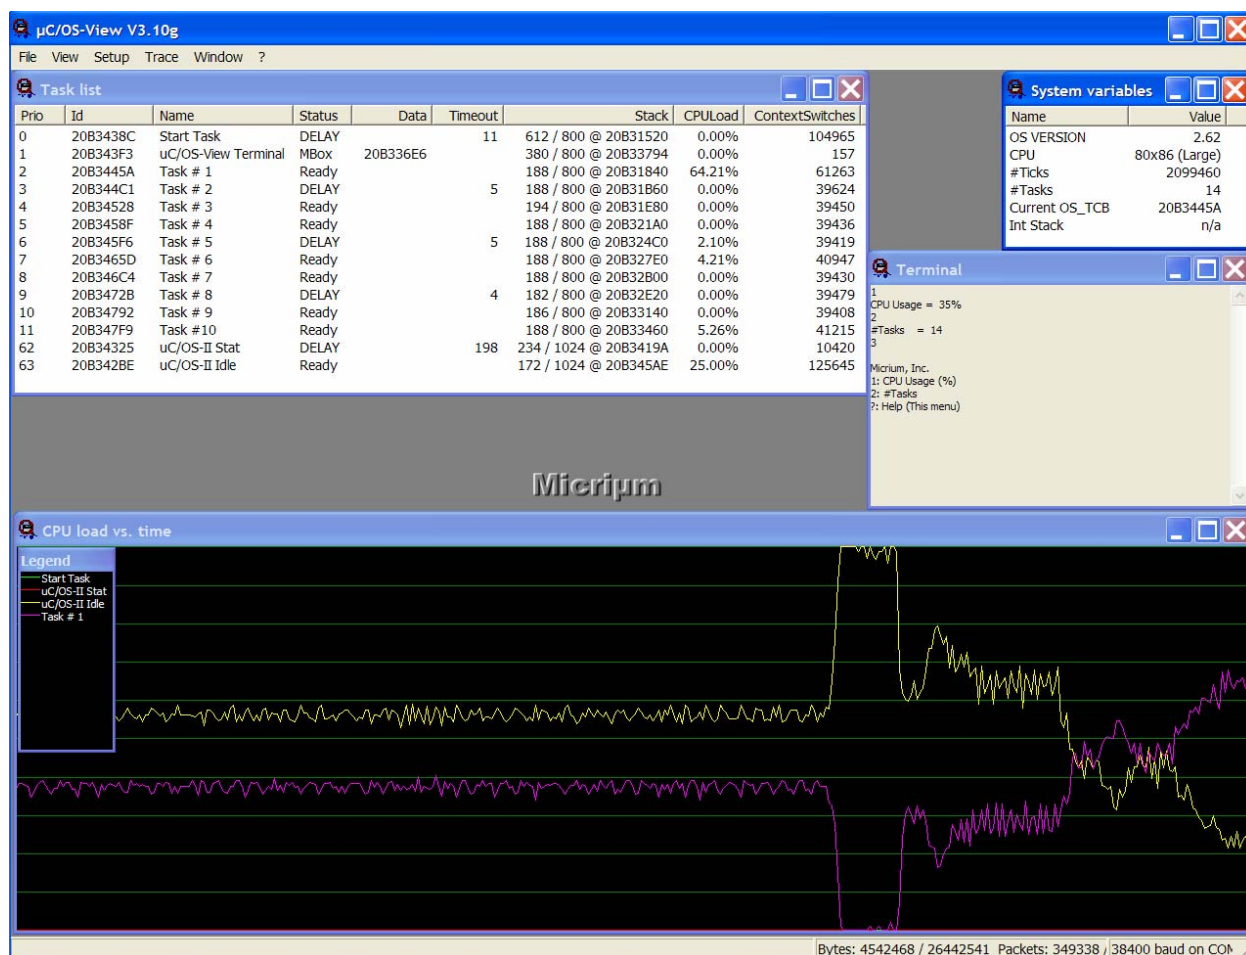 µC/OS-View V3.10g
File View Setup Trace Window ?
Task list
Prio Id Name Status Data Timeout Stack CPULoad ContextSwitches
0 20B3438C Start Task DELAY 11 612 / 800 @ 20B31520 0.00% 104965
1 20B343F3 uC/OS-View Terminal MBox 20B336E6 380 / 800 @ 20B33794 0.00% 157
2 20B3445A Task # 1 Ready 188 / 800 @ 20B31840 64.21% 61263
3 20B344C1 Task # 2 DELAY 5 188 / 800 @ 20B31B60 0.00% 39624
4 20B34528 Task # 3 Ready 194 / 800 @ 20B31E80 0.00% 39450
5 20B3458F Task # 4 Ready 188 / 800 @ 20B321A0 0.00% 39436
6 20B345F6 Task # 5 DELAY 5 188 / 800 @ 20B324C0 2.10% 39419
7 20B3465D Task # 6 Ready 188 / 800 @ 20B327E0 4.21% 40947
8 20B346C4 Task # 7 Ready 188 / 800 @ 20B32B00 0.00% 39430
9 20B3472B Task # 8 DELAY 4 182 / 800 @ 20B32E20 0.00% 39479
10 20B34792 Task # 9 Ready 186 / 800 @ 20B33140 0.00% 39408
11 20B347F9 Task #10 Ready 188 / 800 @ 20B33460 5.26% 41215
62 20B34325 uC/OS-II Stat DELAY 198 234 / 1024 @ 20B3419A 0.00% 10420
63 20B342BE uC/OS-II Idle Ready 172 / 1024 @ 20B345AE 25.00% 125645
System variables
Name Value
OS VERSION 2.62
CPU 80x86 (Large)
#Ticks 2099460
#Tasks 14
Current OS_TCB 20B3445A
Int Stack n/a
Terminal
1
CPU Usage = 35%
2
#Tasks = 14
3
Micrium, Inc.
1: CPU Usage (%)
2: #Tasks
?: Help (This menu)
Micriµm
CPU load vs. time
Legend
Start Task
uC/OS-II Stat
uC/OS-II Idle
Task # 1
Bytes: 4542468 / 26442541 Packets: 349338 / 38400 baud on COM